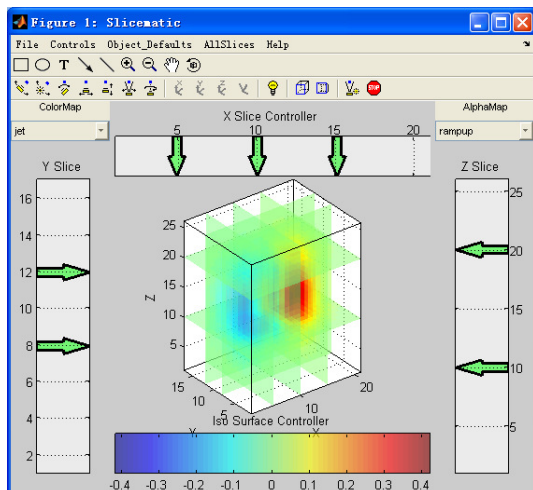 Figure 1: Slicematic
File Controls Object_Defaults AllSlices Help
T
STOP
ColorMap
jet
X Slice Controller
5 10 15 20
AlphaMap
rampup
Y Slice
16
14
12
10
8
6
4
2
Z Slice
25
20
15
10
5
Z
25
20
15
10
5
15
10
5
10
20
Y
X
Iso Surface Controller
-0.4 -0.3 -0.2 -0.1 0 0.1 0.2 0.3 0.4